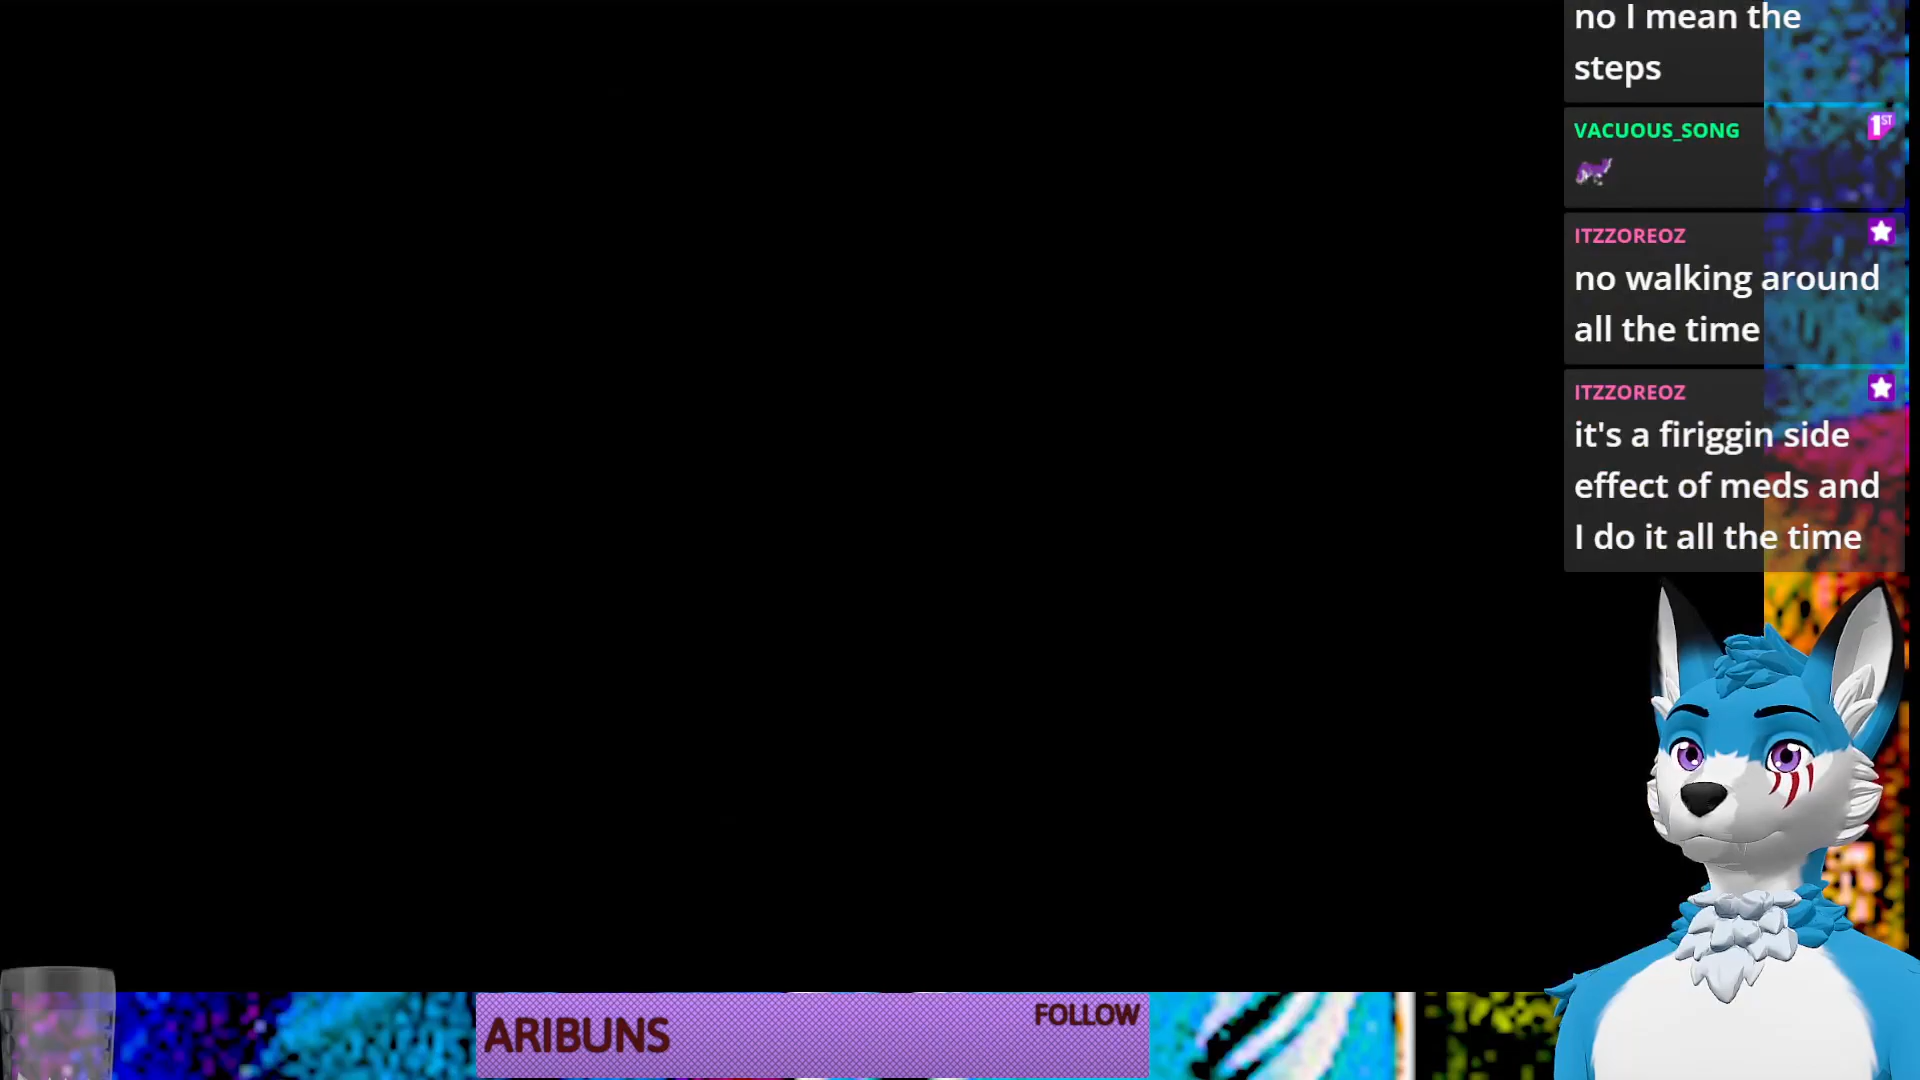 no I mean the
steps
VACUOUS_SONG
1ST
ITZZOREOZ
no walking around
all the time
ITZZOREOZ
it's a firiggin side
effect of meds and
I do it all the time
ARIBUNS
FOLLOW